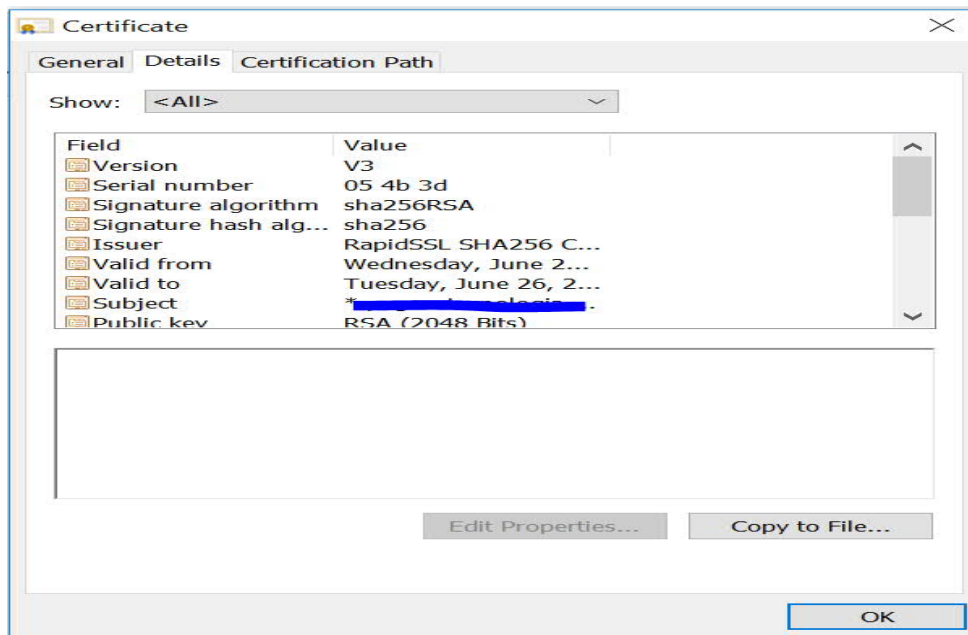 Certificate
General Details Certification Path
Show: <All>
Field Value
Version V3
Serial number 05 4b 3d
Signature algorithm sha256RSA
Signature hash alg... sha256
Issuer RapidSSL SHA256 C...
Valid from Wednesday, June 2...
Valid to Tuesday, June 26, 2...
Subject *
Public key RSA (2048 Bits)
Edit Properties... Copy to File...
OK